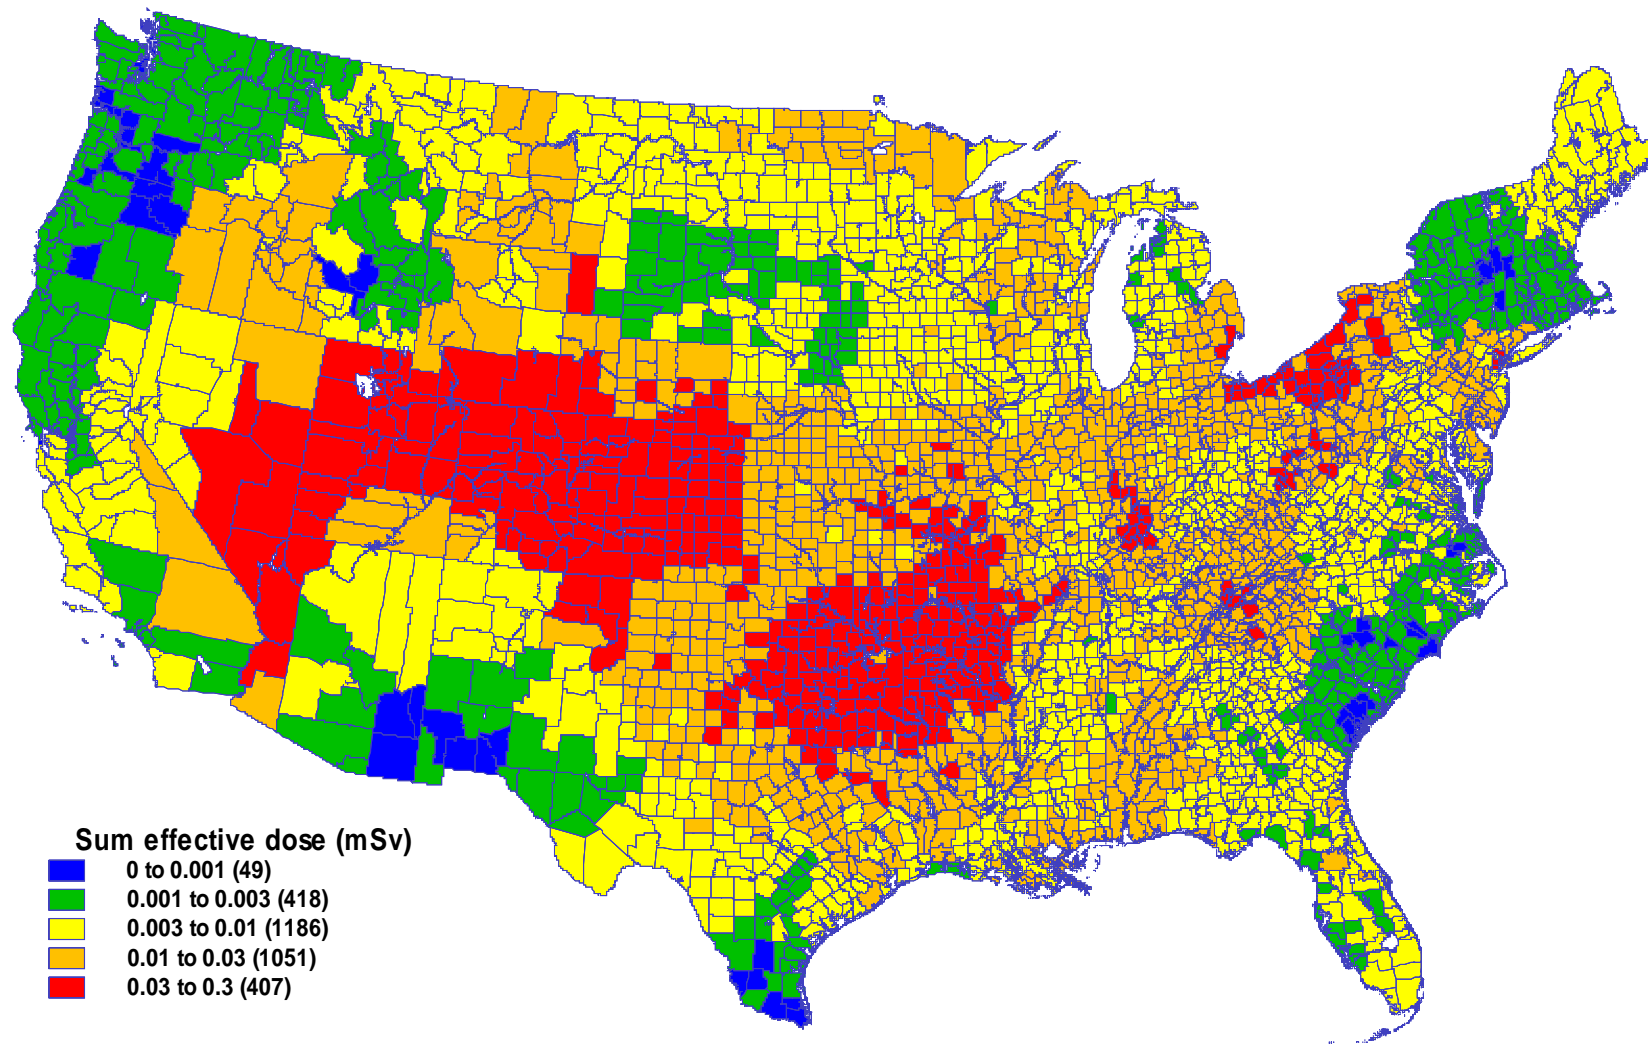 Sum effective dose (mSv)
0 to 0.001 (49)
0.001 to 0.003 (418)
0.003 to 0.01 (1186)
0.01 to 0.03 (1051)
0.03 to 0.3 (407)